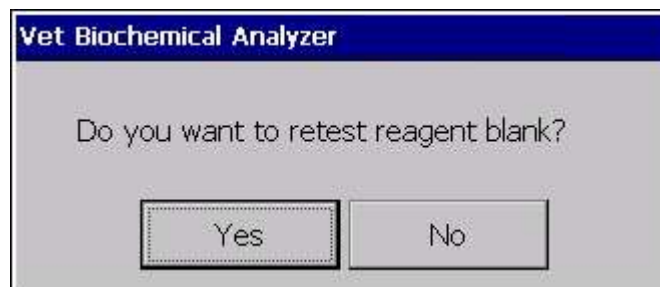 Vet Biochemical Analyzer
Do you want to retest reagent blank?
Yes No